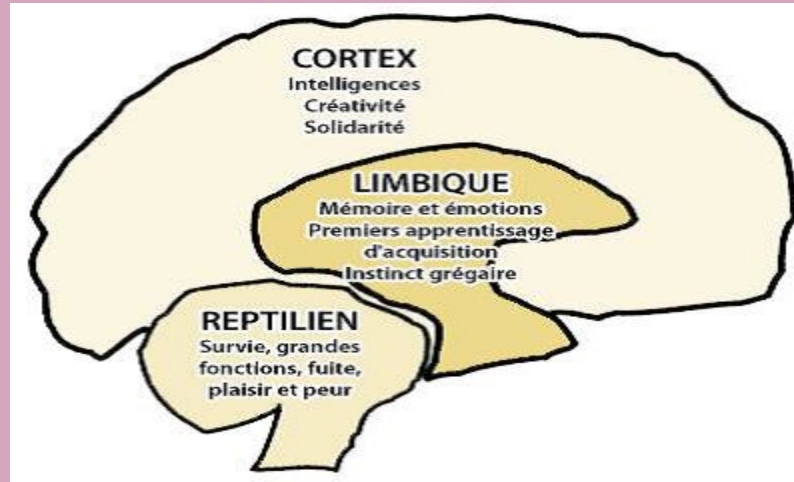 CORTEX
Intelligences
Créativité
Solidarité
LIMBIQUE
Mémoire et émotions
Premiers apprentissage
d'acquisition
Instinct grégaire
REPTILIEN
Survie, grandes
fonctions, fuite,
plaisir et peur